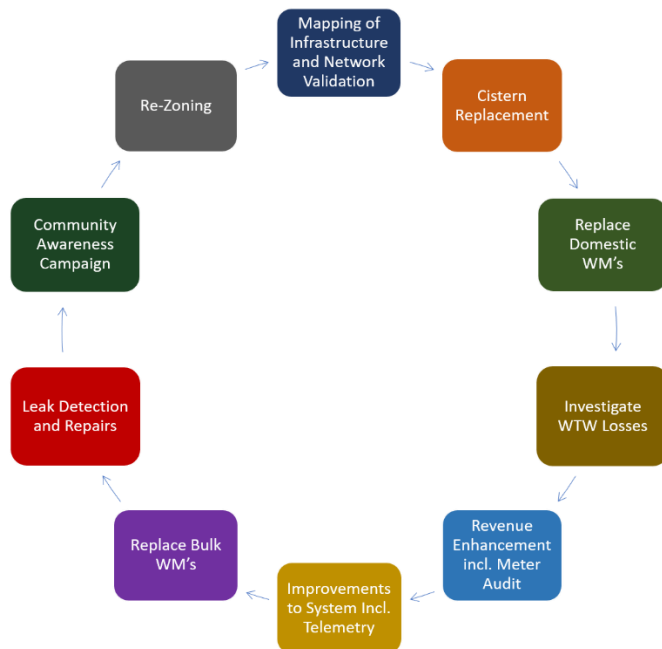 Mapping of
Infrastructure
and Network
Validation
Cistern
Replacement
Replace
Domestic
WM's
Investigate
WTW Losses
Revenue
Enhancement
incl. Meter
Audit
Improvements
to System Incl.
Telemetry
Replace Bulk
WM's
Leak Detection
and Repairs
Community
Awareness
Campaign
Re-Zoning